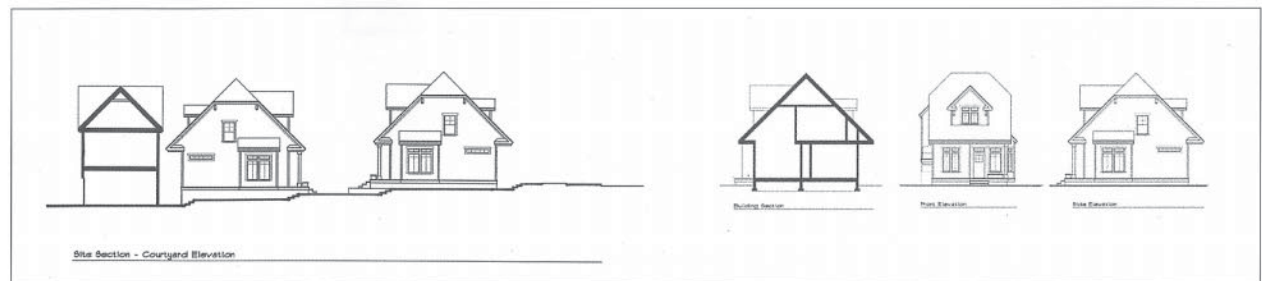 Building Section
Front Elevation
Side Elevation
Site Section - Courtyard Elevation